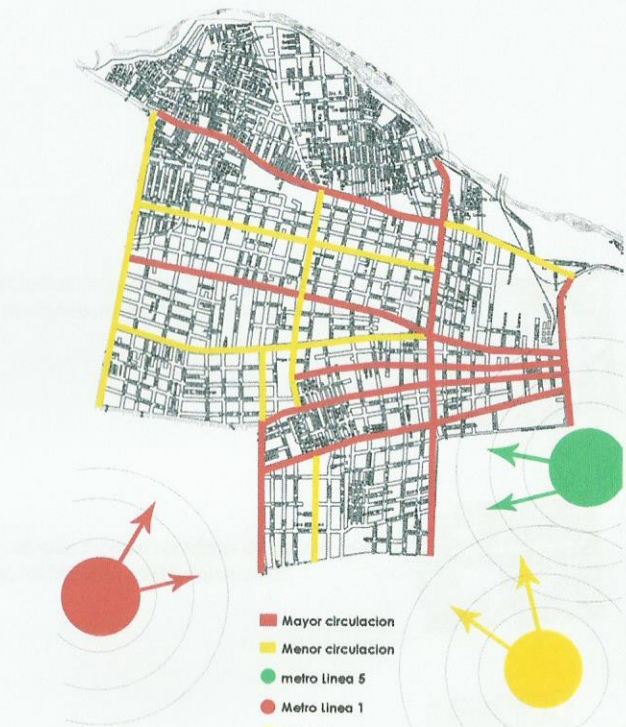 Mayor circulacion
Menor circulacion
metro Linea 5
Metro Linea 1